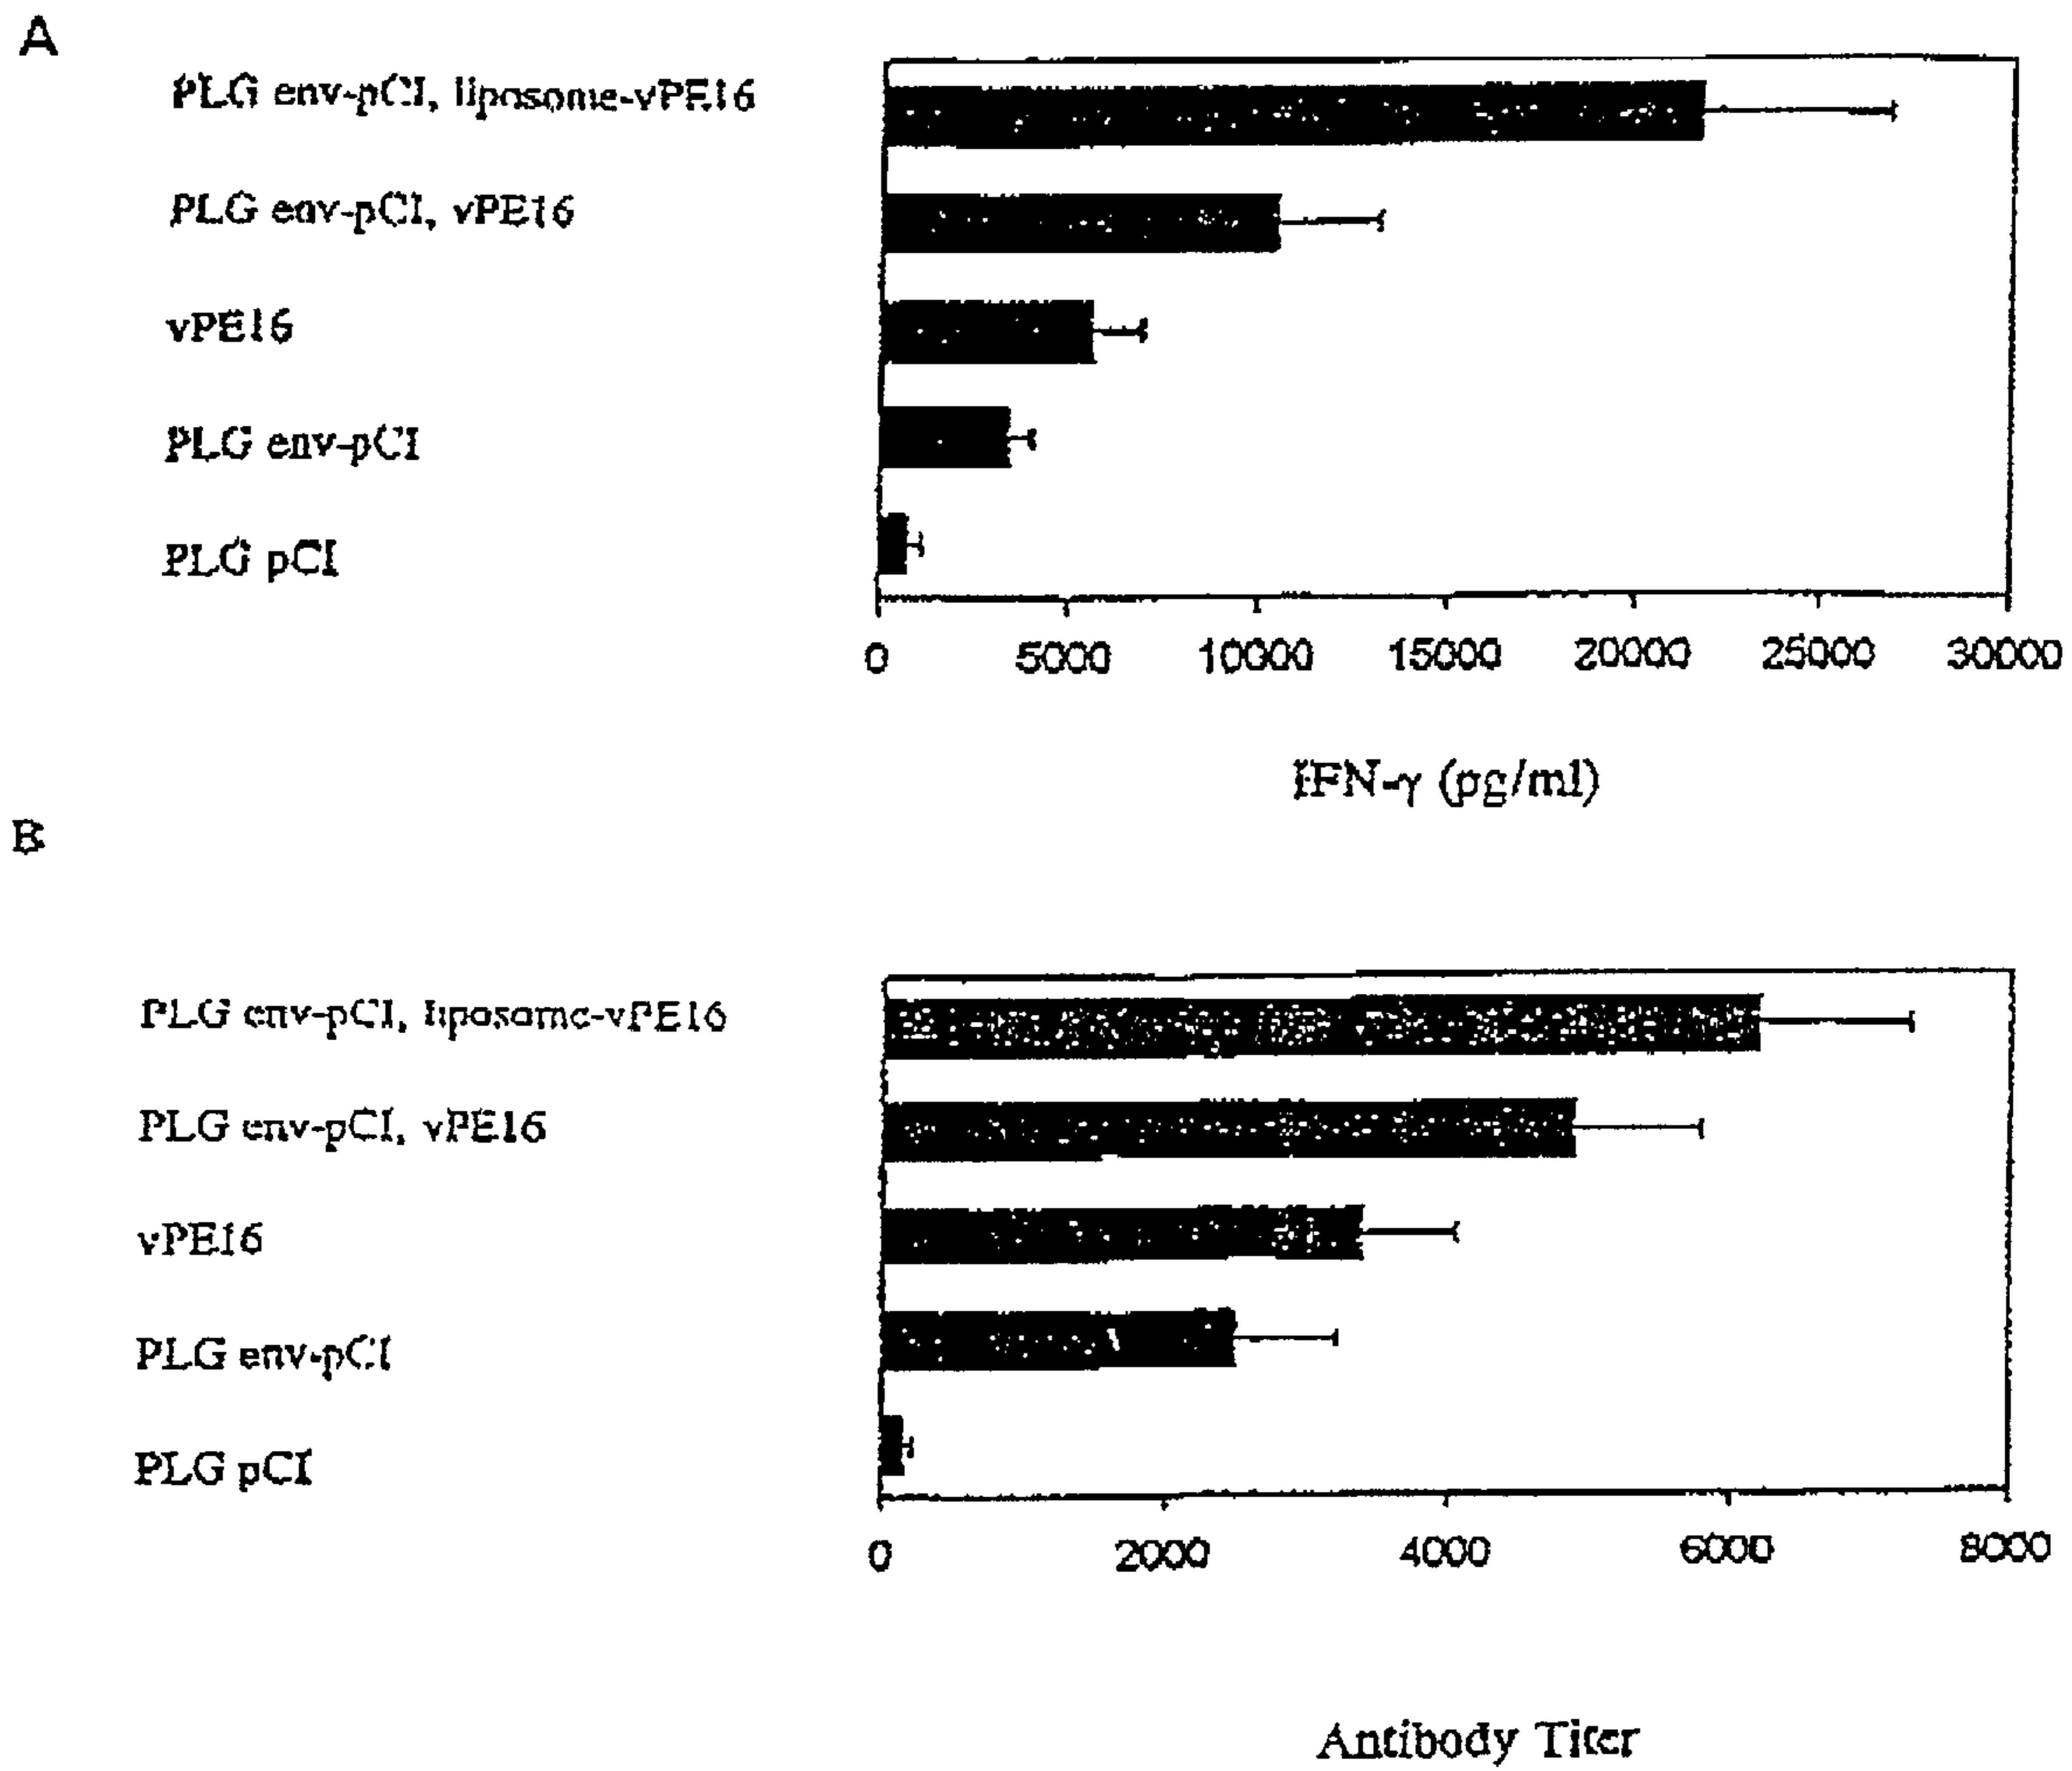 A
PLG env-pCI, liposome-vPE16
PLG env-pCI, vPE16
vPE16
PLG env-pCI
PLG pCI
0 5000 10000 15000 20000 25000 30000
IFN-γ (pg/ml)
B
PLG env-pCI, liposome-vPE16
PLG env-pCI, vPE16
vPE16
PLG env-pCI
PLG pCI
0 2000 4000 6000 8000
Antibody Titer